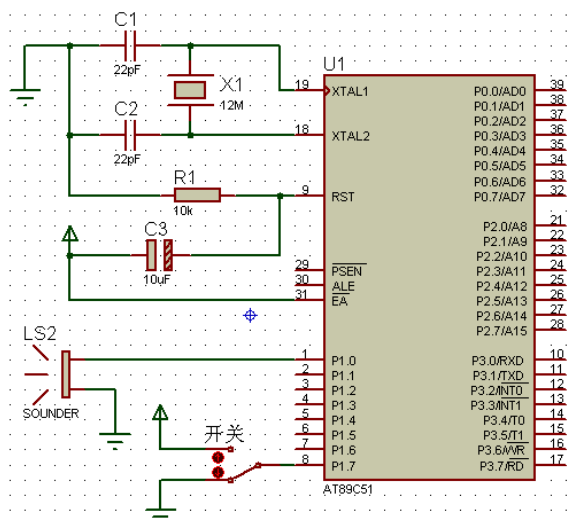 C1
22pF
X1
12M
C2
22pF
R1
10k
C3
10uF
LS2
SOUNDER
开关
U1
19 XTAL1
18 XTAL2
9 RST
29 PSEN
30 ALE
31 EA
1 P1.0
2 P1.1
3 P1.2
4 P1.3
5 P1.4
6 P1.5
7 P1.6
8 P1.7
P0.0/AD0 39
P0.1/AD1 38
P0.2/AD2 37
P0.3/AD3 36
P0.4/AD4 35
P0.5/AD5 34
P0.6/AD6 33
P0.7/AD7 32
P2.0/A8 21
P2.1/A9 22
P2.2/A10 23
P2.3/A11 24
P2.4/A12 25
P2.5/A13 26
P2.6/A14 27
P2.7/A15 28
P3.0/RXD 10
P3.1/TXD 11
P3.2/INT0 12
P3.3/INT1 13
P3.4/T0 14
P3.5/T1 15
P3.6/WR 16
P3.7/RD 17
AT89C51